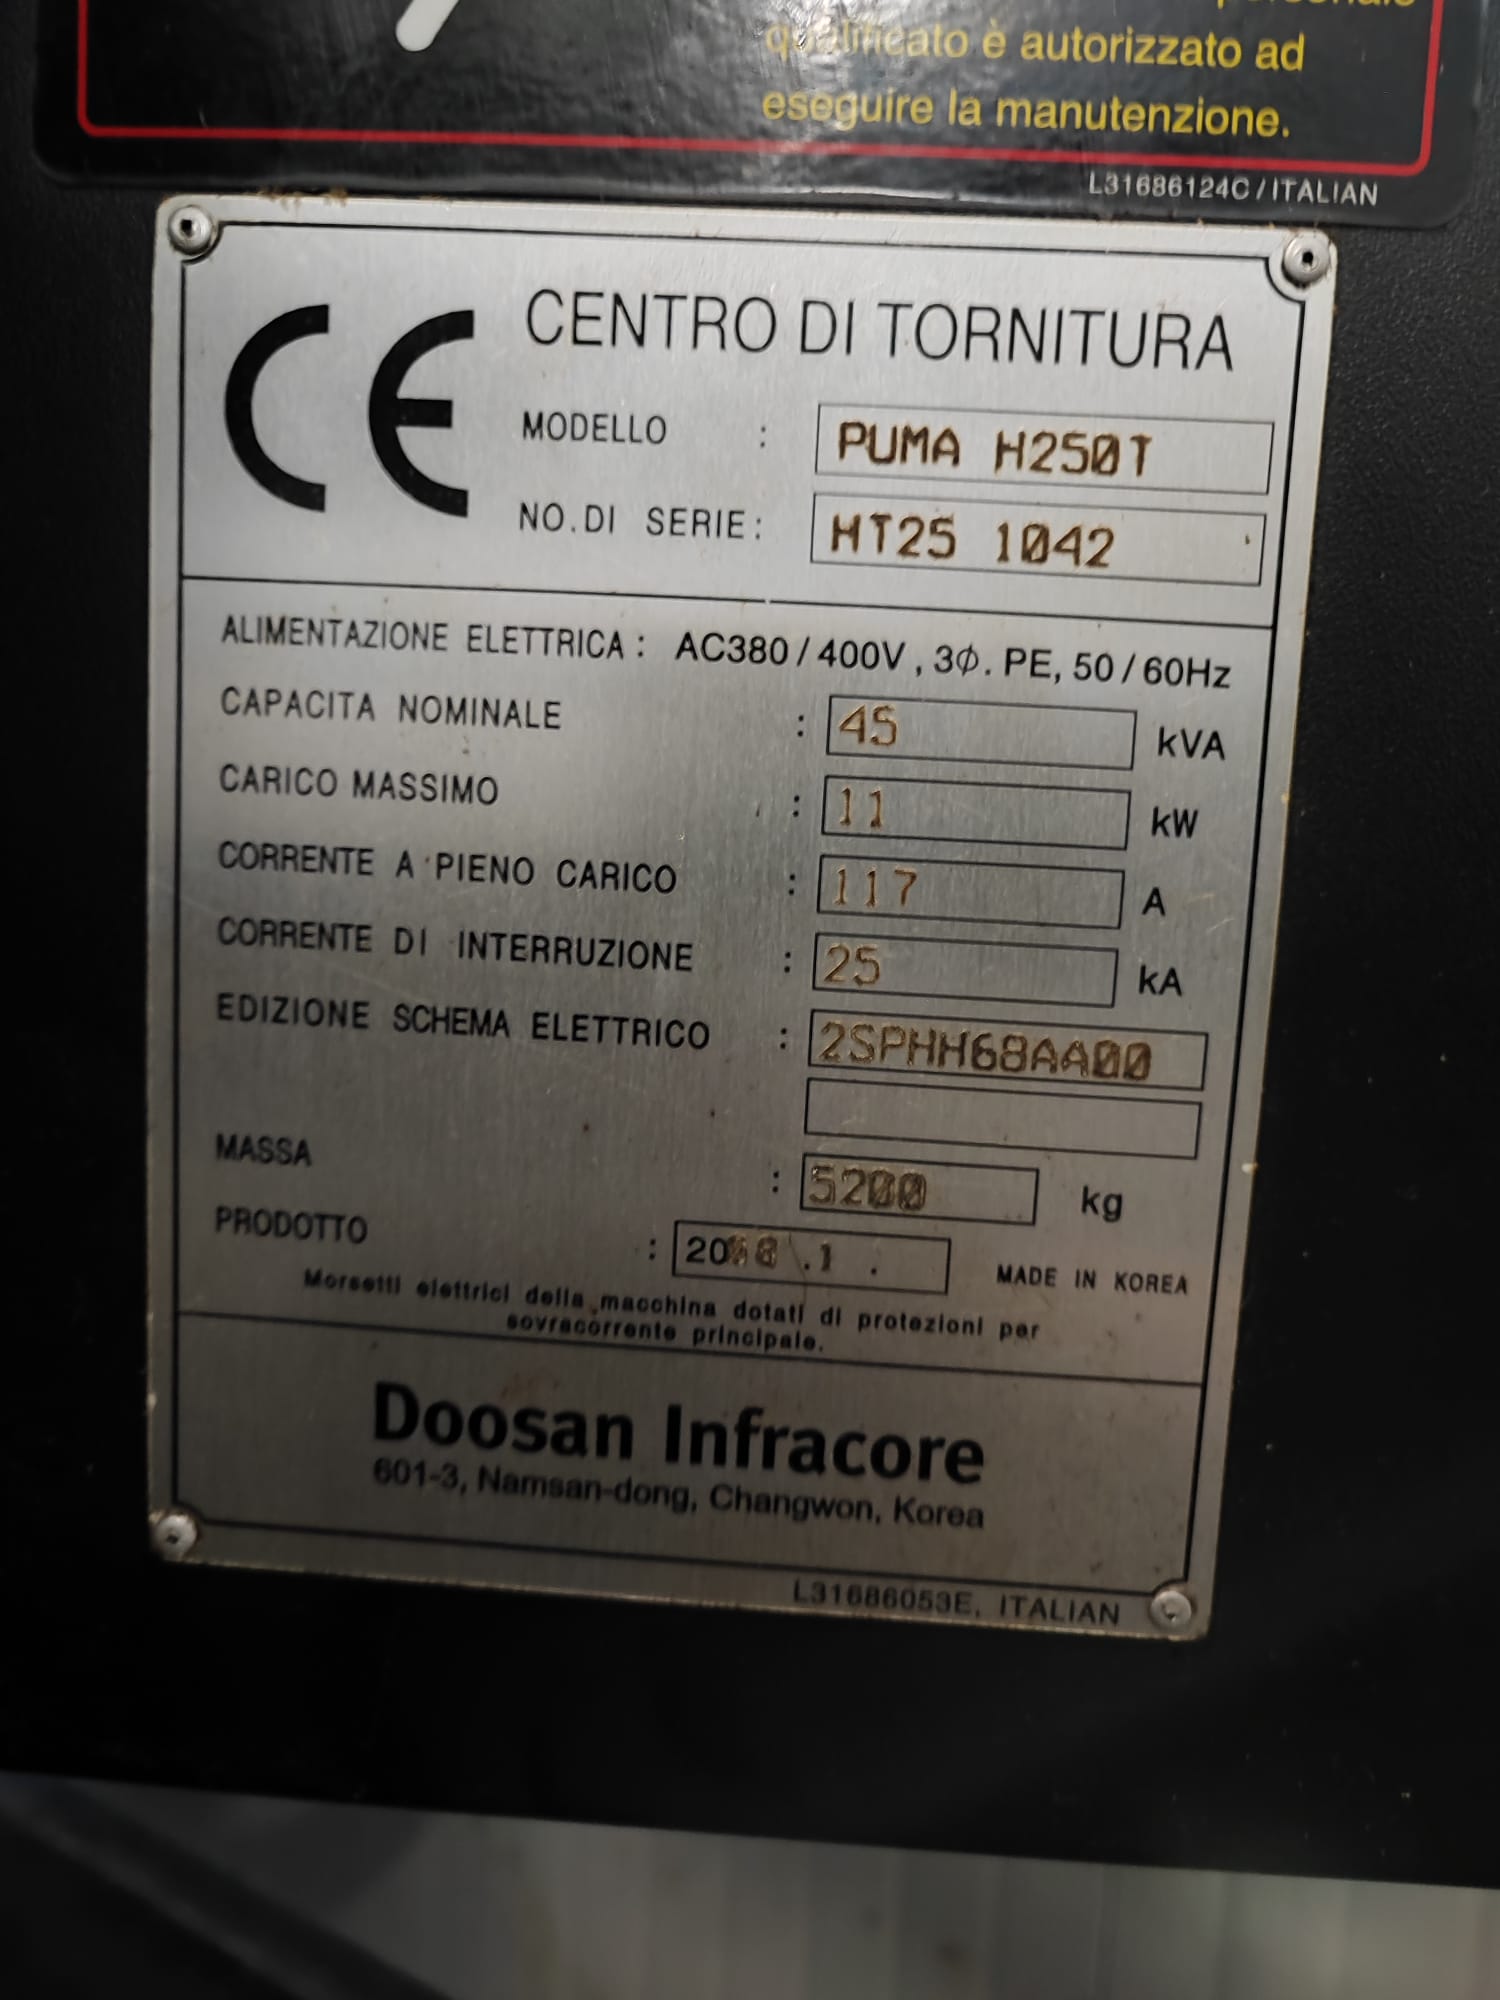 qualificato è autorizzato ad
eseguire la manutenzione.
L31686124C/ITALIAN
CE
CENTRO DI TORNITURA
MODELLO : PUMA H250T
NO.DI SERIE: HT25 1042
ALIMENTAZIONE ELETTRICA: AC380/400V, 3Φ. PE, 50/60Hz
CAPACITA NOMINALE : 45 kVA
CARICO MASSIMO : 11 kW
CORRENTE A PIENO CARICO : 117 A
CORRENTE DI INTERRUZIONE : 25 kA
EDIZIONE SCHEMA ELETTRICO : 2SPHH68AA00
MASSA : 5200 kg
PRODOTTO : MADE IN KOREA
Morsetti elettrici della macchina dotati di protezioni per
sovracorrente principale.
Doosan Infracore
601-3, Namsan-dong, Changwon, Korea
L31686053E, ITALIAN